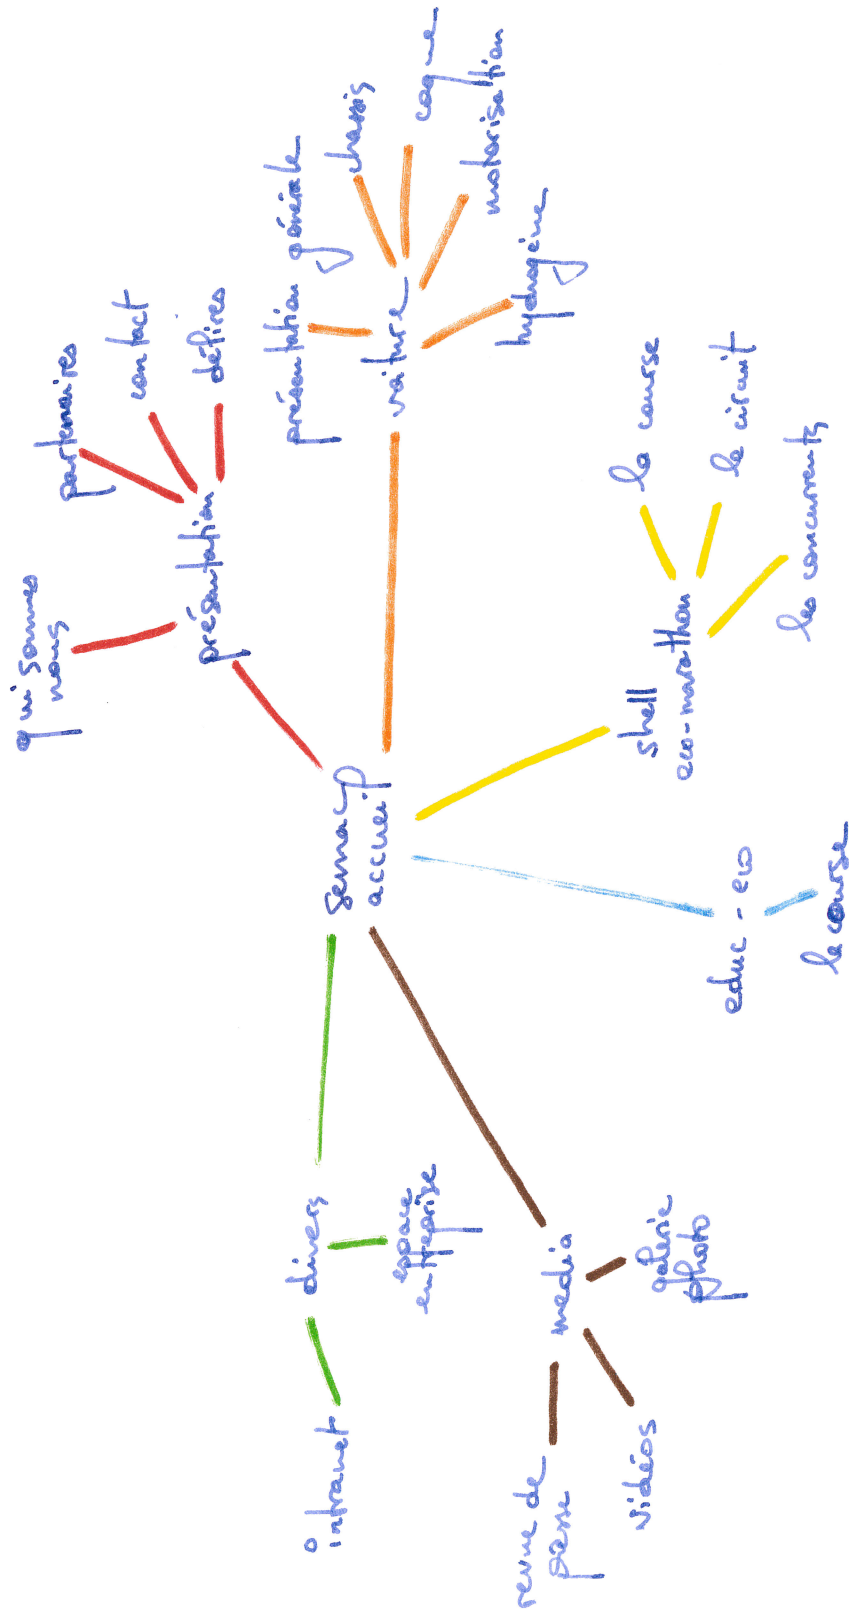 qui sommes
nous
partenaires
contact
défires
présentation
présentation générale
chassis
coque
motorisation
hydrogène
voiture
accueil
shell
eco-marathon
la course
le circuit
les concurrents
educ-eco
la course
divers
intranet
espace
entreprise
media
revue de
presse
vidéos
galerie
photo